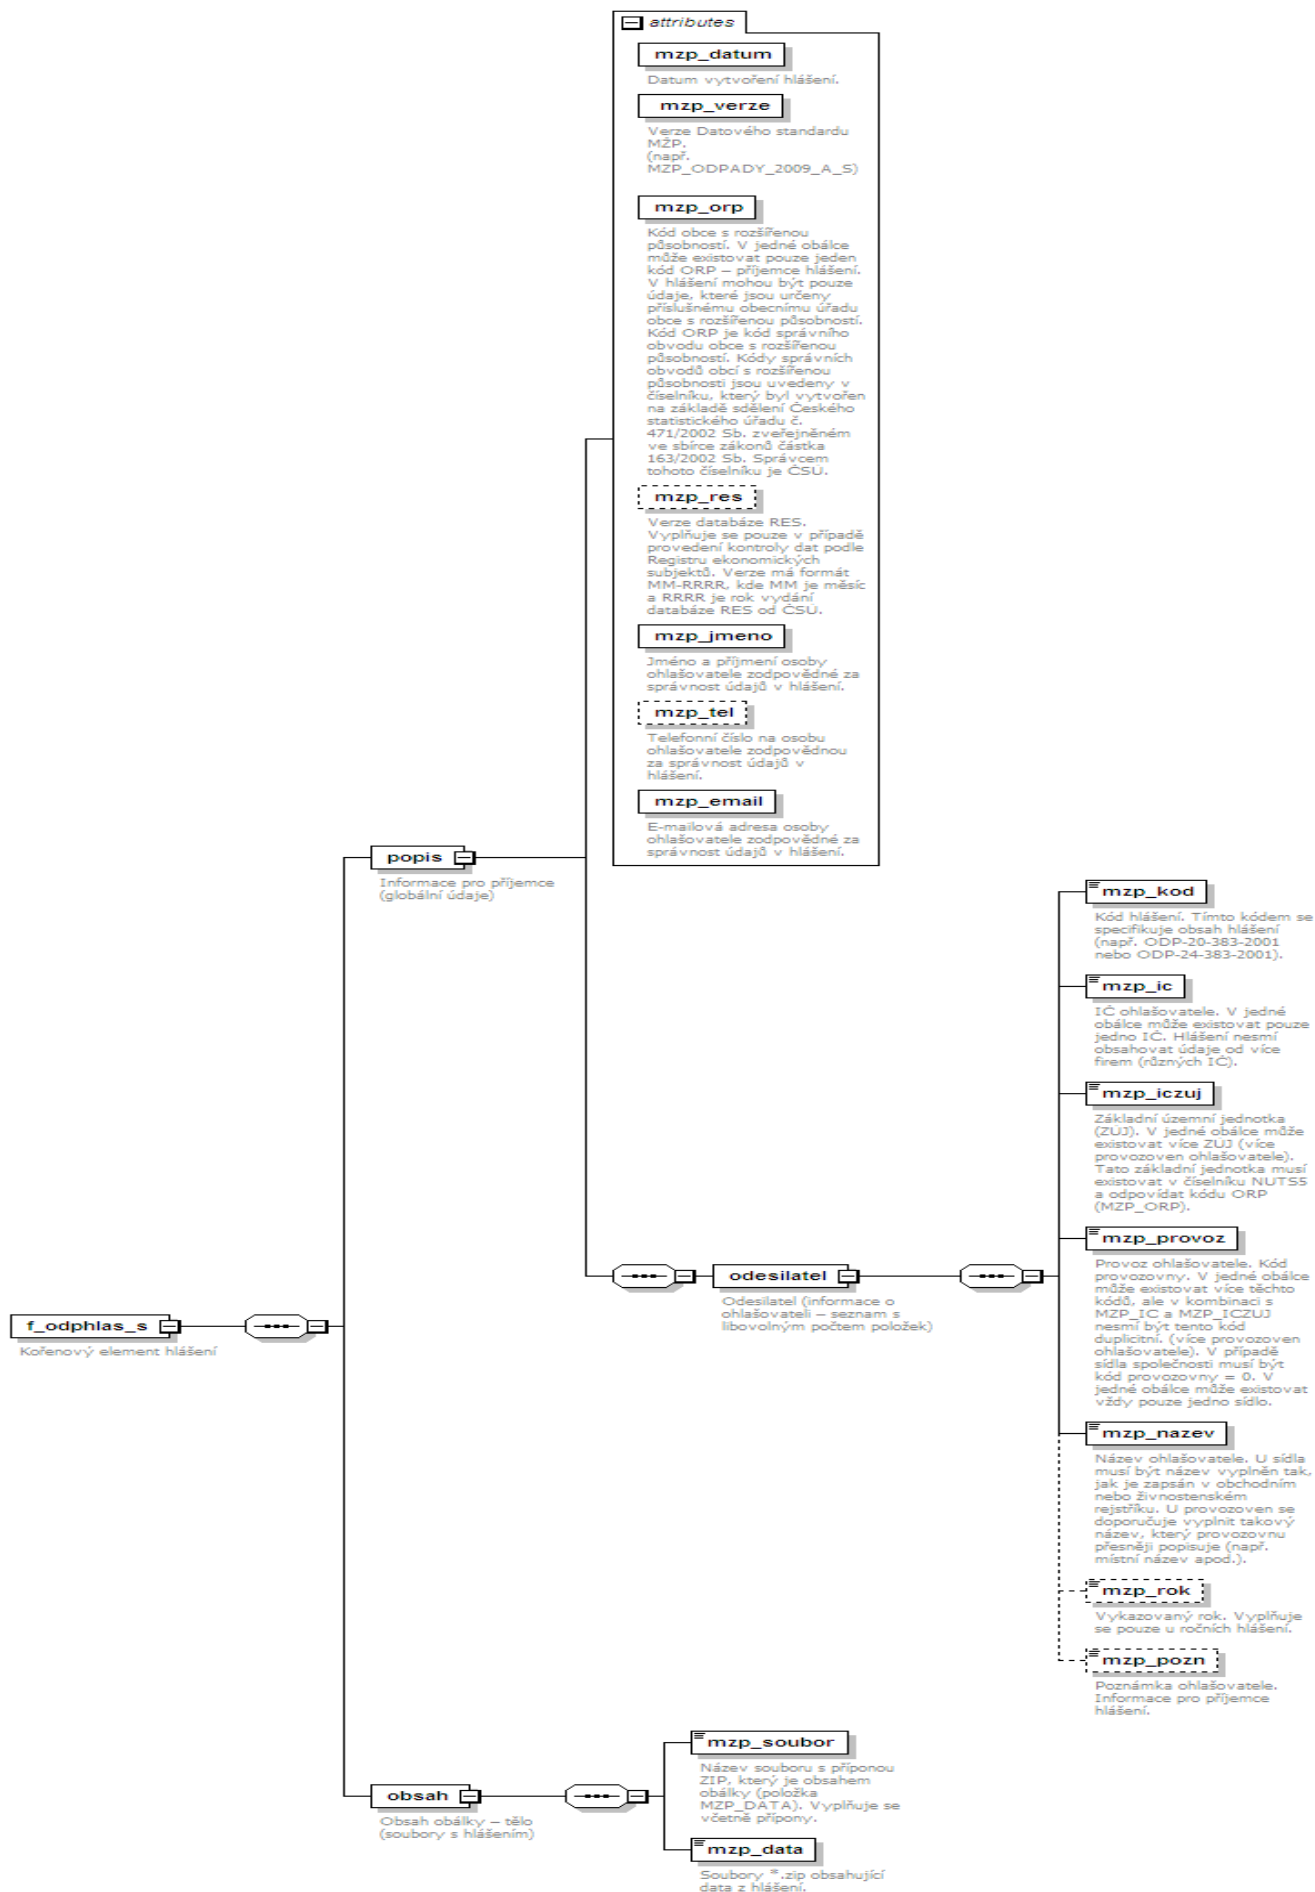 attributes
mzp_datum
Datum vytvoření hlášení.
mzp_verze
Verze Datového standardu
MŽP.
(např.
MZP_ODPADY_2009_A_S)
mzp_orp
Kód obce s rozšířenou
působností. V jedné obálce
může existovat pouze jeden
kód ORP – příjemce hlášení.
V hlášení mohou být pouze
údaje, které jsou určeny
příslušnému obecnímu úřadu
obce s rozšířenou působností.
Kód ORP je kód správního
obvodu obce s rozšířenou
působností. Kódy správních
obvodů obcí s rozšířenou
působnosti jsou uvedeny v
číselníku, který byl vytvořen
na základě sdělení Českého
statistického úřadu č.
471/2002 Sb. zveřejněném
ve sbírce zákonů částka
163/2002 Sb. Správcem
tohoto číselníku je ČSÚ.
mzp_res
Verze databáze RES.
Vyplňuje se pouze v případě
provedení kontroly dat podle
Registru ekonomických
subjektů. Verze má formát
MM-RRRR, kde MM je měsíc
a RRRR je rok vydání
databáze RES od ČSÚ.
mzp_jmeno
Jméno a příjmení osoby
ohlašovatele zodpovědné za
správnost údajů v hlášení.
mzp_tel
Telefonní číslo na osobu
ohlašovatele zodpovědnou
za správnost údajů v
hlášení.
mzp_email
E-mailová adresa osoby
ohlašovatele zodpovědné za
správnost údajů v hlášení.
popis
Informace pro příjemce
(globální údaje)
mzp_kod
Kód hlášení. Tímto kódem se
specifikuje obsah hlášení
(např. ODP-20-383-2001
nebo ODP-24-383-2001).
mzp_ic
IČ ohlašovatele. V jedné
obálce může existovat pouze
jedno IČ. Hlášení nesmí
obsahovat údaje od více
firem (různých IČ).
mzp_iczuj
Základní územní jednotka
(ZÚJ). V jedné obálce může
existovat více ZÚJ (více
provozoven ohlašovatele).
Tato základní jednotka musí
existovat v číselníku NUTS5
a odpovídat kódu ORP
(MZP_ORP).
mzp_provoz
Provoz ohlašovatele. Kód
provozovny. V jedné obálce
může existovat více těchto
kódů, ale v kombinaci s
MZP_IC a MZP_ICZUJ
nesmí být tento kód
duplicitní. (více provozoven
ohlašovatele). V případě
sídla společnosti musí být
kód provozovny = 0. V
jedné obálce může existovat
vždy pouze jedno sídlo.
odesilatel
Odesilatel (informace o
ohlašovateli – seznam s
libovolným počtem položek)
f_odphlas_s
Kořenový element hlášení
mzp_nazev
Název ohlašovatele. U sídla
musí být název vyplněn tak,
jak je zapsán v obchodním
nebo živnostenském
rejstříku. U provozoven se
doporučuje vyplnit takový
název, který provozovnu
přesněji popisuje (např.
místní název apod.).
mzp_rok
Vykazovaný rok. Vyplňuje
se pouze u ročních hlášení.
mzp_pozn
Poznámka ohlašovatele.
Informace pro příjemce
hlášení.
obsah
Obsah obálky – tělo
(soubory s hlášením)
mzp_soubor
Název souboru s příponou
ZIP, který je obsahem
obálky (položka
MZP_DATA). Vyplňuje se
včetně přípony.
mzp_data
Soubory *.zip obsahující
data z hlášení.